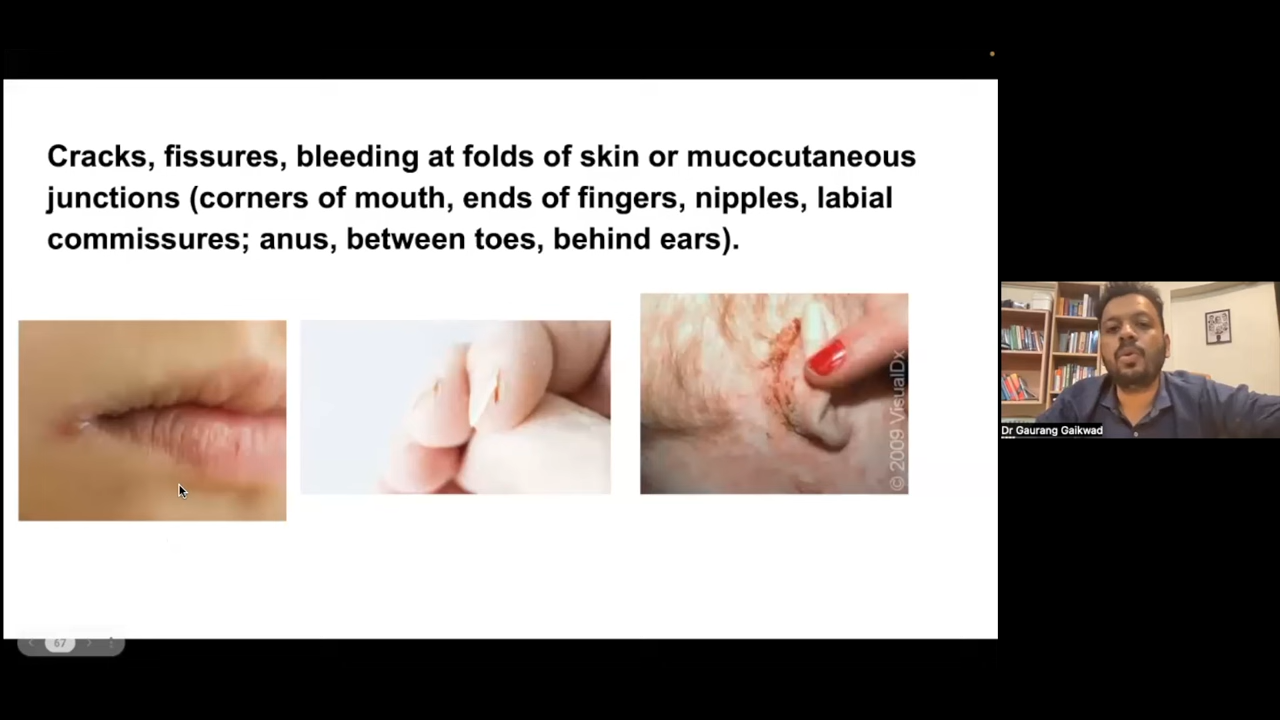 Cracks, fissures, bleeding at folds of skin or mucocutaneous
junctions (corners of mouth, ends of fingers, nipples, labial
commissures; anus, between toes, behind ears).
© 2009 VisualDx
Dr Gaurang Gaikwad
67